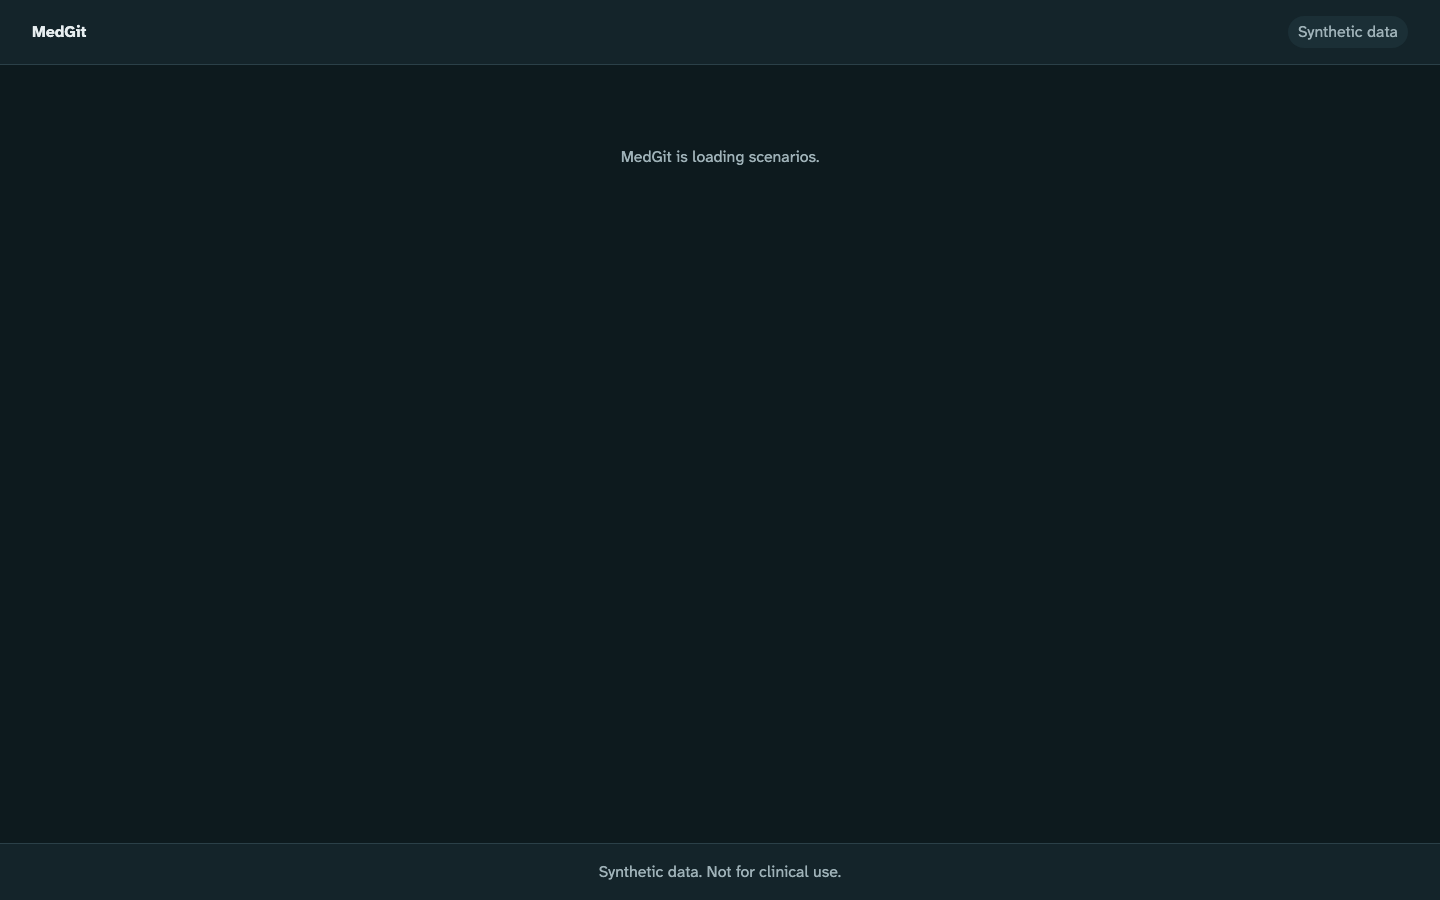 MedGit
Synthetic data
MedGit is loading scenarios.
Synthetic data. Not for clinical use.